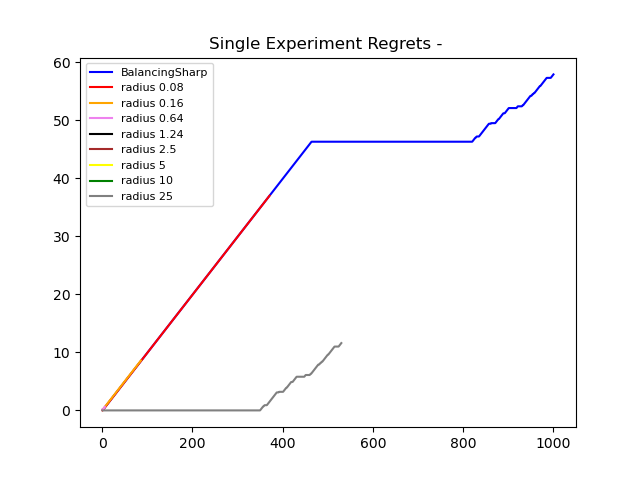 Single Experiment Regrets -
60
50
40
30
20
10
0
BalancingSharp
radius 0.08
radius 0.16
radius 0.64
radius 1.24
radius 2.5
radius 5
radius 10
radius 25
0 200 400 600 800 1000